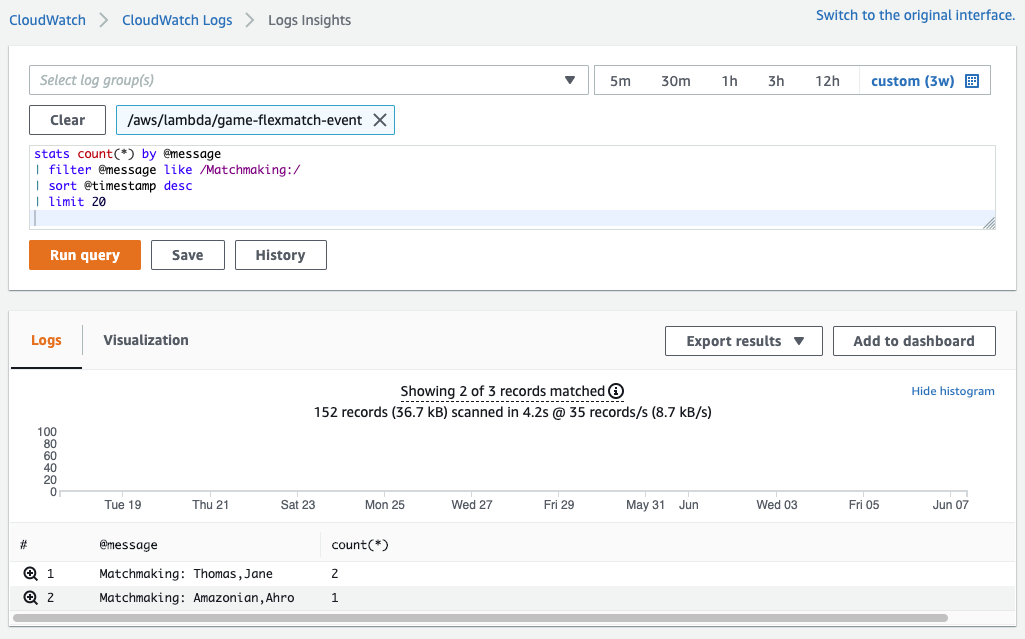 CloudWatch CloudWatch Logs Logs Insights Switch to the original interface.
Select log group(s) 5m 30m 1h 3h 12h custom (3w)
Clear /aws/lambda/game-flexmatch-event
stats count(*) by @message
| filter @message like /Matchmaking:/
| sort @timestamp desc
| limit 20
Run query Save History
Logs Visualization Export results Add to dashboard
Showing 2 of 3 records matched Hide histogram
152 records (36.7 kB) scanned in 4.2s @ 35 records/s (8.7 kB/s)
100
80
60
40
20
0
Tue 19 Thu 21 Sat 23 Mon 25 Wed 27 Fri 29 May 31 Jun Wed 03 Fri 05 Jun 07
# @message count(*)
1 Matchmaking: Thomas,Jane 2
2 Matchmaking: Amazonian,Ahro 1